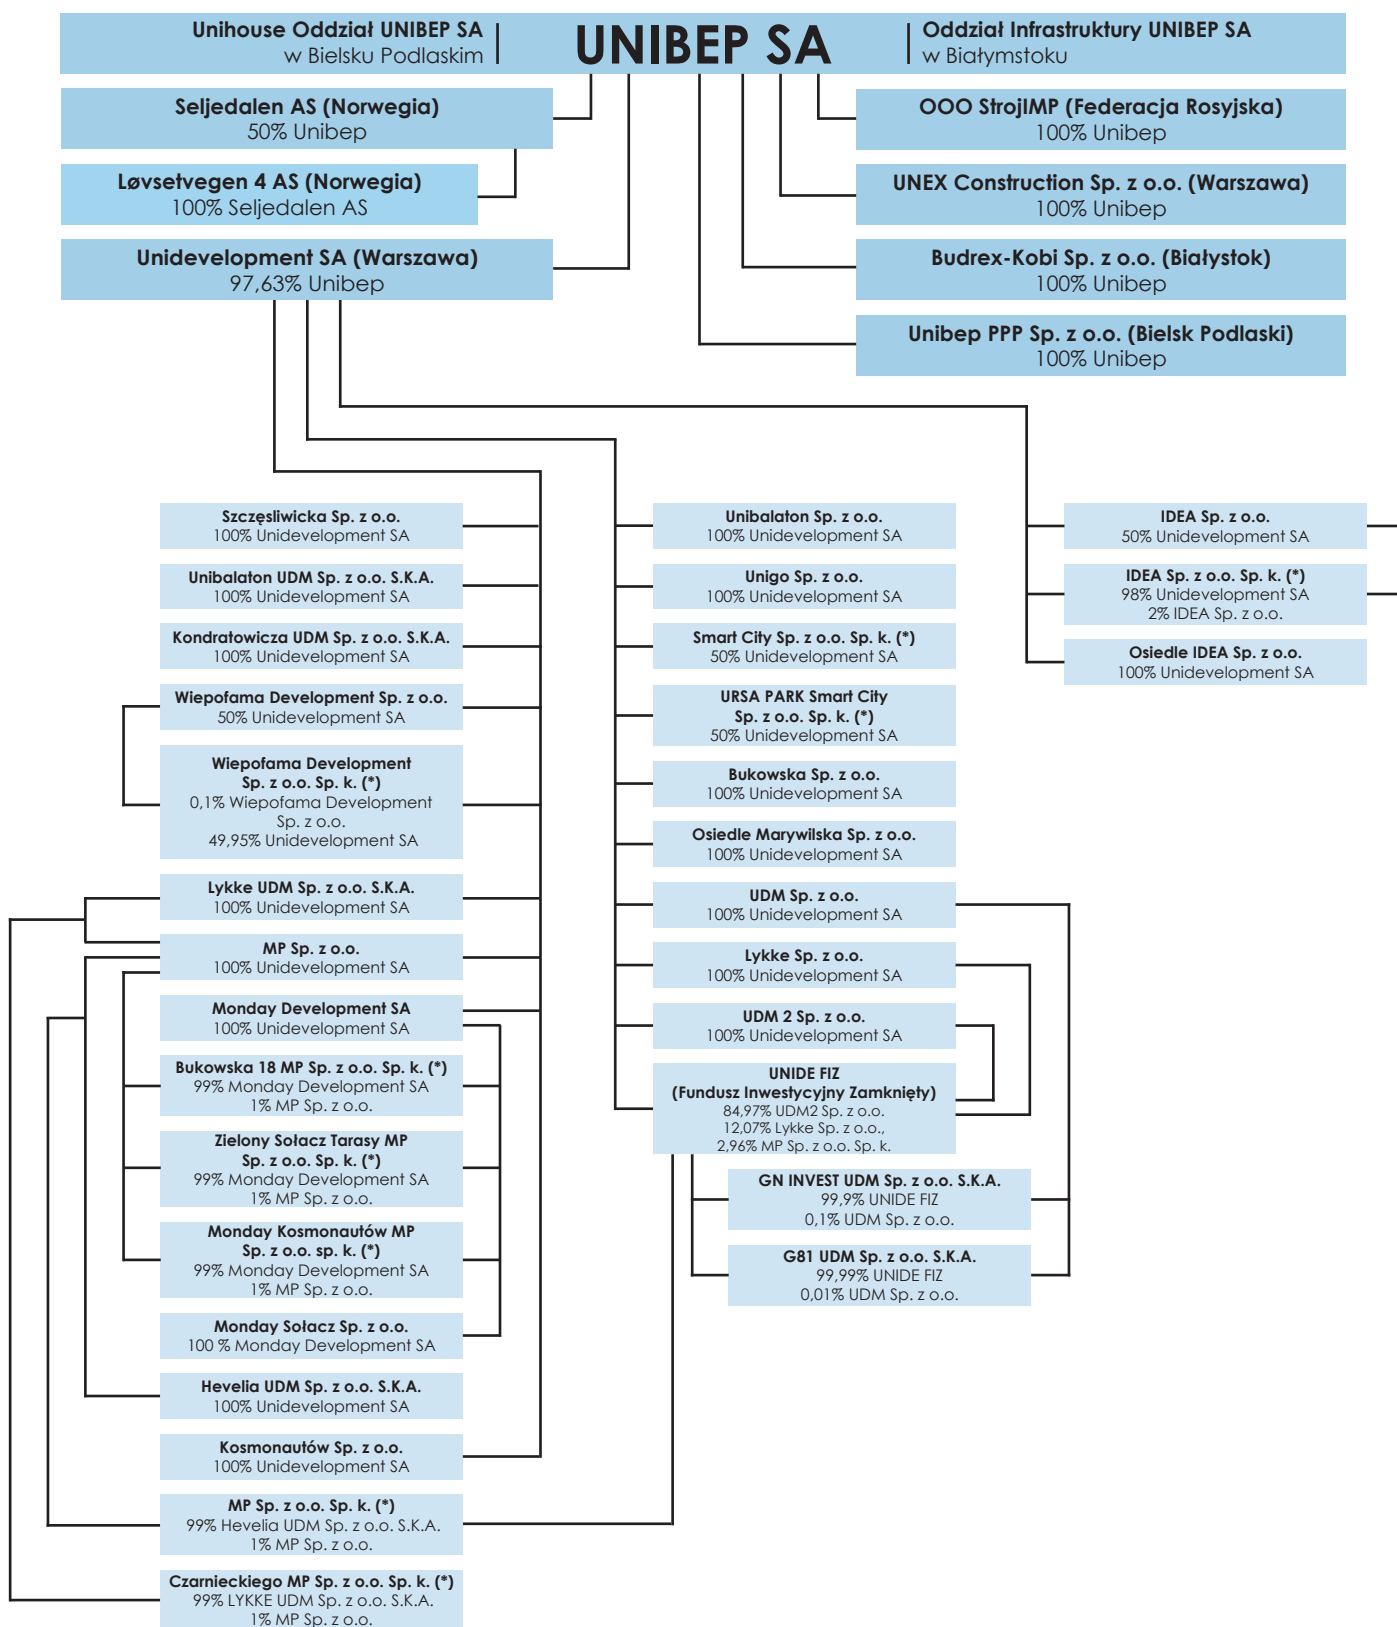 Unihouse Oddział UNIBEP SA
w Bielsku Podlaskim
UNIBEP SA
Oddział Infrastruktury UNIBEP SA
w Białymstoku
Seljedalen AS (Norwegia)
50% Unibep
Løvsetvegen 4 AS (Norwegia)
100% Seljedalen AS
Unidevelopment SA (Warszawa)
97,63% Unibep
OOO StrojIMP (Federacja Rosyjska)
100% Unibep
UNEX Construction Sp. z o.o. (Warszawa)
100% Unibep
Budrex-Kobi Sp. z o.o. (Białystok)
100% Unibep
Unibep PPP Sp. z o.o. (Bielsk Podlaski)
100% Unibep
Szczęsliwicka Sp. z o.o.
100% Unidevelopment SA
Unibalaton UDM Sp. z o.o. S.K.A.
100% Unidevelopment SA
Kondratowicza UDM Sp. z o.o. S.K.A.
100% Unidevelopment SA
Wiepofama Development Sp. z o.o.
50% Unidevelopment SA
Wiepofama Development
Sp. z o.o. Sp. k. (*)
0,1% Wiepofama Development
Sp. z o.o.
49,95% Unidevelopment SA
Lykke UDM Sp. z o.o. S.K.A.
100% Unidevelopment SA
MP Sp. z o.o.
100% Unidevelopment SA
Monday Development SA
100% Unidevelopment SA
Bukowska 18 MP Sp. z o.o. Sp. k. (*)
99% Monday Development SA
1% MP Sp. z o.o.
Zielony Sołacz Tarasy MP
Sp. z o.o. Sp. k. (*)
99% Monday Development SA
1% MP Sp. z o.o.
Monday Kosmonautów MP
Sp. z o.o. sp. k. (*)
99% Monday Development SA
1% MP Sp. z o.o.
Monday Sołacz Sp. z o.o.
100 % Monday Development SA
Hevelia UDM Sp. z o.o. S.K.A.
100% Unidevelopment SA
Kosmonautów Sp. z o.o.
100% Unidevelopment SA
MP Sp. z o.o. Sp. k. (*)
99% Hevelia UDM Sp. z o.o. S.K.A.
1% MP Sp. z o.o.
Czarnieckiego MP Sp. z o.o. Sp. k. (*)
99% LYKKE UDM Sp. z o.o. S.K.A.
1% MP Sp. z o.o.
Unibalaton Sp. z o.o.
100% Unidevelopment SA
Unigo Sp. z o.o.
100% Unidevelopment SA
Smart City Sp. z o.o. Sp. k. (*)
50% Unidevelopment SA
URSA PARK Smart City
Sp. z o.o. Sp. k. (*)
50% Unidevelopment SA
Bukowska Sp. z o.o.
100% Unidevelopment SA
Osiedle Marywilska Sp. z o.o.
100% Unidevelopment SA
UDM Sp. z o.o.
100% Unidevelopment SA
Lykke Sp. z o.o.
100% Unidevelopment SA
UDM 2 Sp. z o.o.
100% Unidevelopment SA
UNIDE FIZ
(Fundusz Inwestycyjny Zamknięty)
84,97% UDM2 Sp. z o.o.
12,07% Lykke Sp. z o.o.,
2,96% MP Sp. z o.o. Sp. k.
GN INVEST UDM Sp. z o.o. S.K.A.
99,9% UNIDE FIZ
0,1% UDM Sp. z o.o.
G81 UDM Sp. z o.o. S.K.A.
99,99% UNIDE FIZ
0,01% UDM Sp. z o.o.
IDEA Sp. z o.o.
50% Unidevelopment SA
IDEA Sp. z o.o. Sp. k. (*)
98% Unidevelopment SA
2% IDEA Sp. z o.o.
Osiedle IDEA Sp. z o.o.
100% Unidevelopment SA